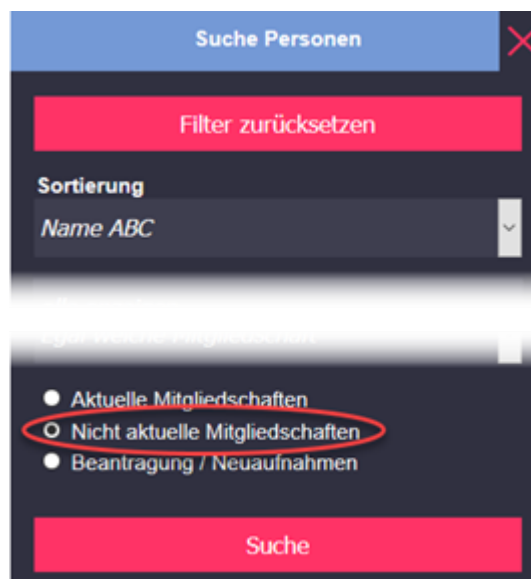 Suche Personen
Filter zurücksetzen
Sortierung
Name ABC
Aktuelle Mitgliedschaften
Nicht aktuelle Mitgliedschaften
Beantragung / Neuaufnahmen
Suche